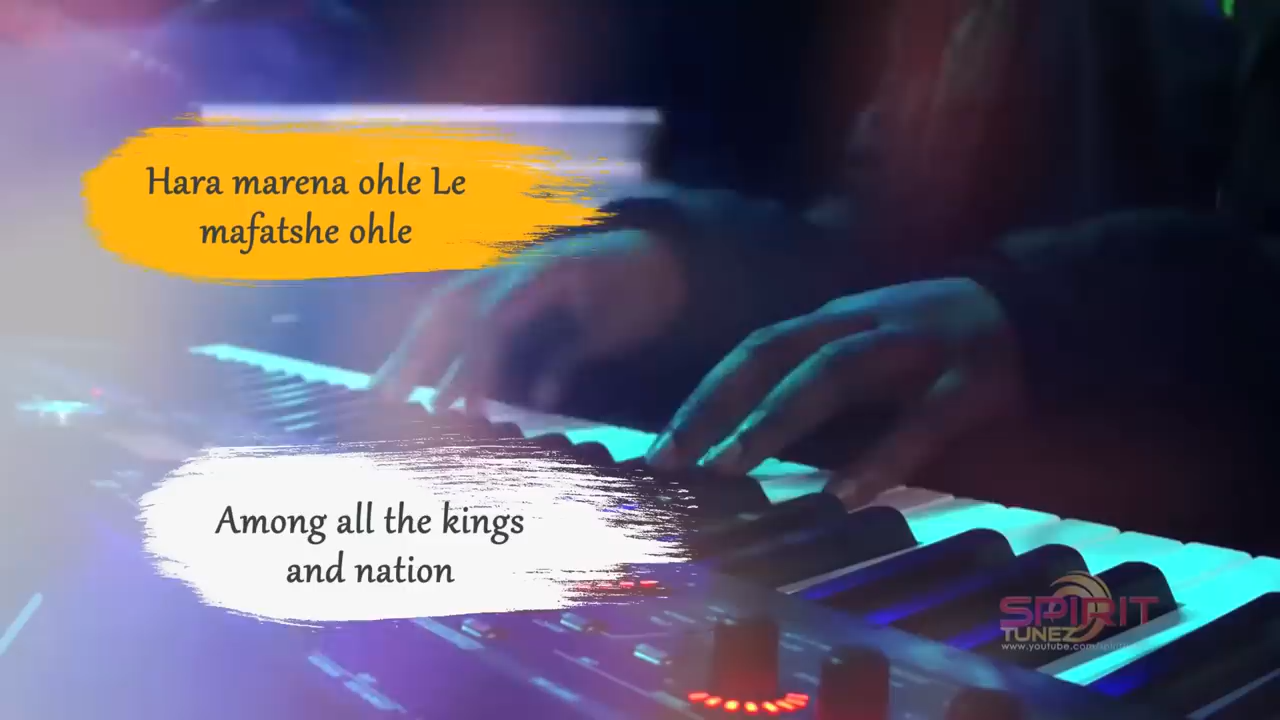 Hara marena ohle Le
mafatshe ohle
Among all the kings
and nation
SPIRIT
TUNEZ